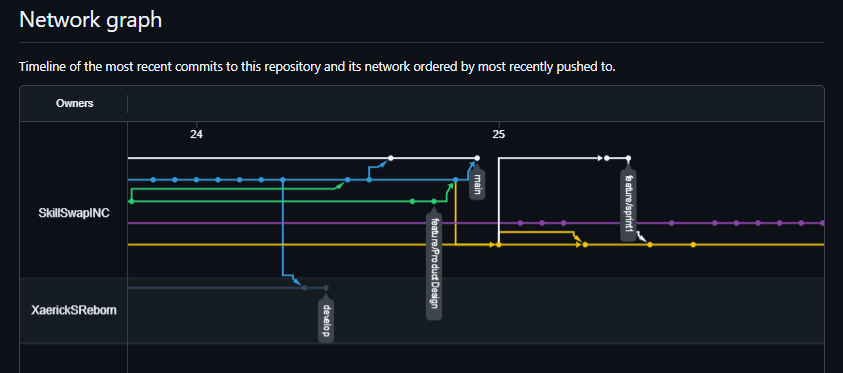 Network graph
Timeline of the most recent commits to this repository and its network ordered by most recently pushed to.
Owners
24
25
SkillSwapINC
main
feature/sprint1
feature/ProductDesign
XaerickSReborn
develop